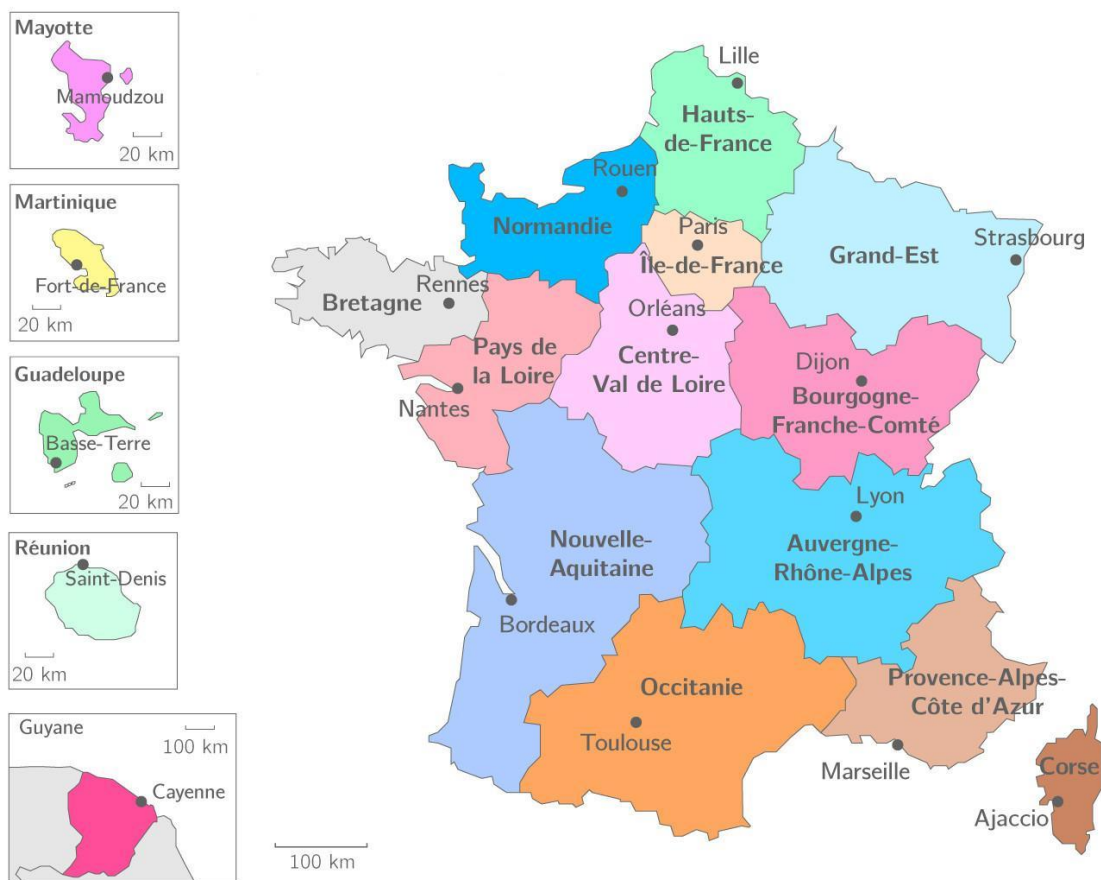 Mayotte
Mamoudzou
20 km
Martinique
Fort-de-France
20 km
Guadeloupe
Basse-Terre
20 km
Réunion
Saint-Denis
20 km
Guyane
100 km
Cayenne
Lille
Hauts-
de-France
Rouen
Normandie
Paris
Île-de-France
Grand-Est
Strasbourg
Bretagne
Rennes
Orléans
Pays de
la Loire
Centre-
Val de Loire
Nantes
Dijon
Bourgogne-
Franche-Comté
Lyon
Nouvelle-
Aquitaine
Auvergne-
Rhône-Alpes
Bordeaux
Occitanie
Toulouse
Provence-Alpes-
Côte d'Azur
Marseille
Corse
Ajaccio
100 km